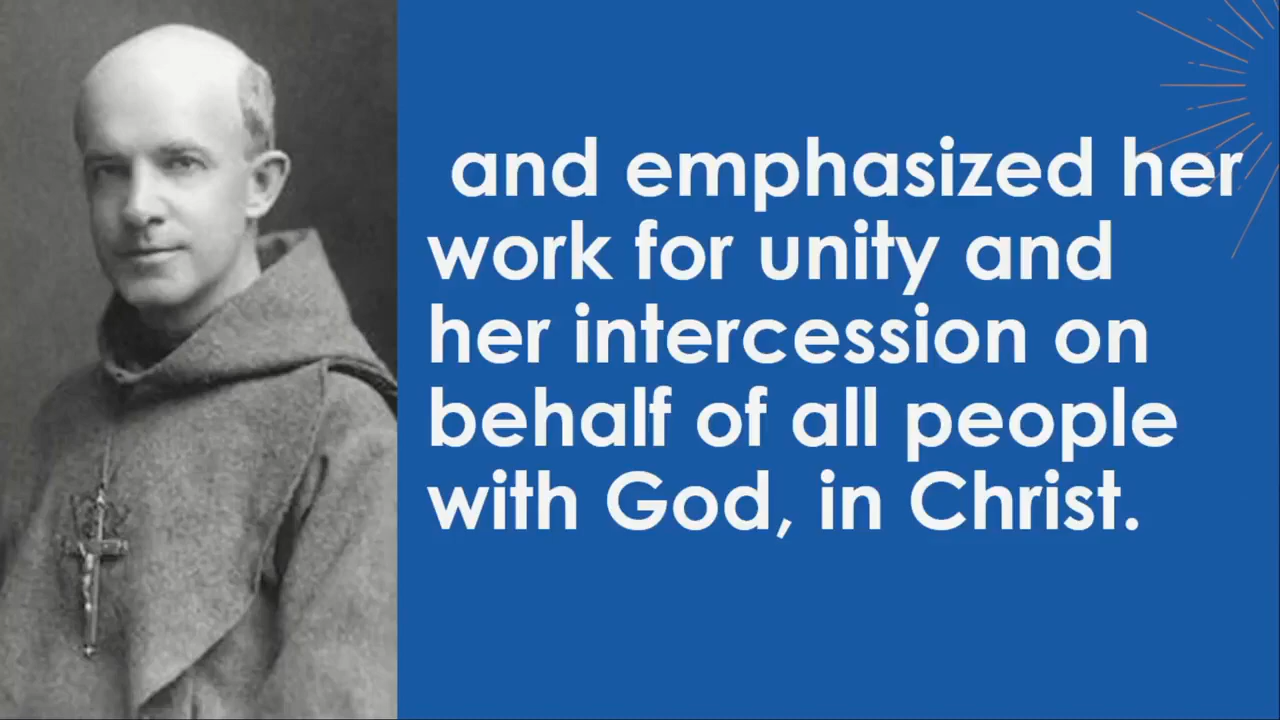 and emphasized her
work for unity and
her intercession on
behalf of all people
with God, in Christ.